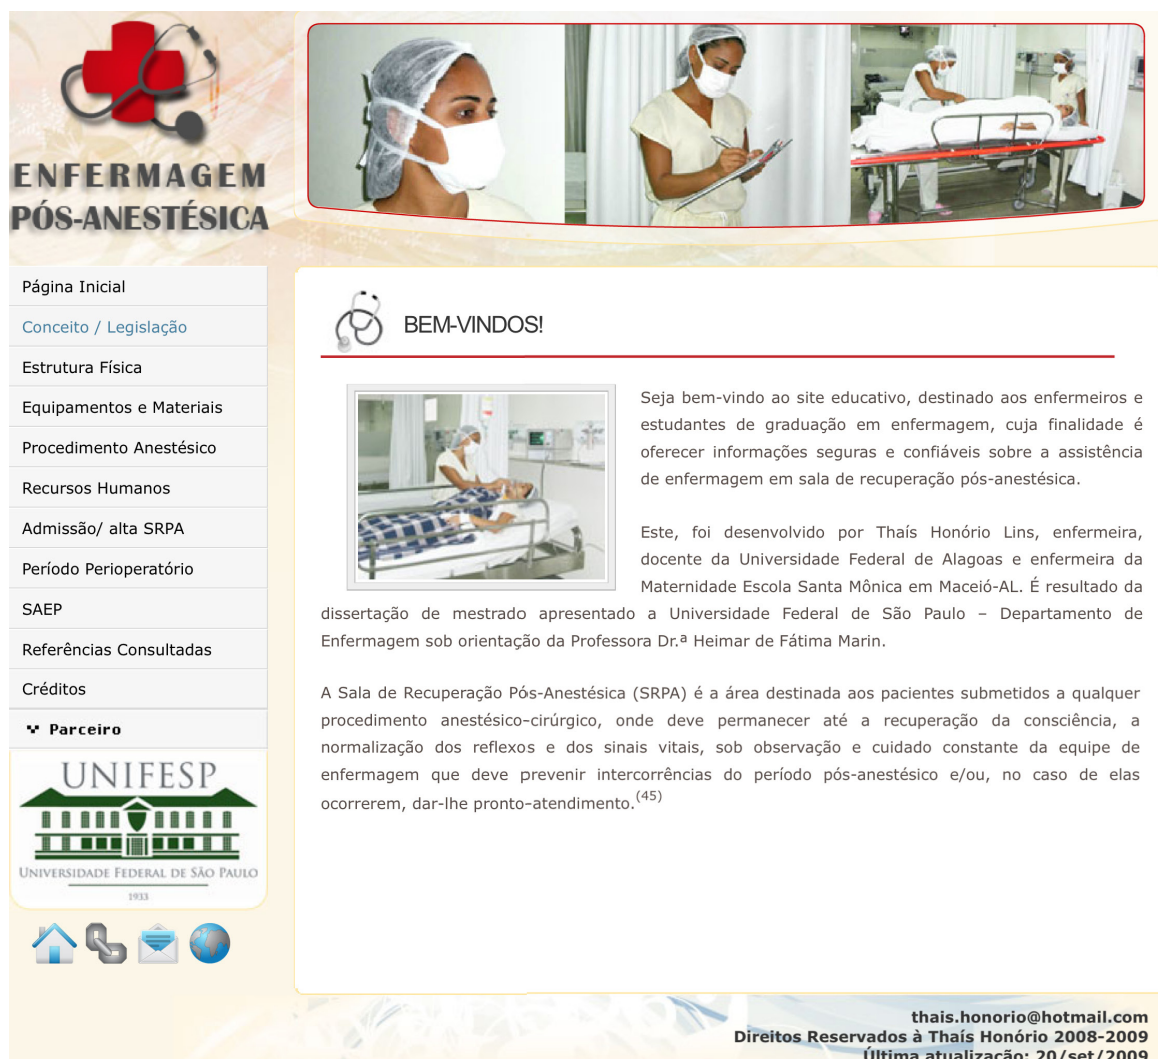 ENFERMAGEM
PÓS-ANESTÉSICA
Página Inicial
Conceito / Legislação
Estrutura Física
Equipamentos e Materiais
Procedimento Anestésico
Recursos Humanos
Admissão/ alta SRPA
Período Perioperatório
SAEP
Referências Consultadas
Créditos
Parceiro
UNIFESP
UNIVERSIDADE FEDERAL DE SÃO PAULO
1933
BEM-VINDOS!
Seja bem-vindo ao site educativo, destinado aos enfermeiros e
estudantes de graduação em enfermagem, cuja finalidade é
oferecer informações seguras e confiáveis sobre a assistência
de enfermagem em sala de recuperação pós-anestésica.
Este, foi desenvolvido por Thaís Honório Lins, enfermeira,
docente da Universidade Federal de Alagoas e enfermeira da
Maternidade Escola Santa Mônica em Maceió-AL. É resultado da
dissertação de mestrado apresentado a Universidade Federal de São Paulo – Departamento de
Enfermagem sob orientação da Professora Dr.ª Heimar de Fátima Marin.
A Sala de Recuperação Pós-Anestésica (SRPA) é a área destinada aos pacientes submetidos a qualquer
procedimento anestésico-cirúrgico, onde deve permanecer até a recuperação da consciência, a
normalização dos reflexos e dos sinais vitais, sob observação e cuidado constante da equipe de
enfermagem que deve prevenir intercorrências do período pós-anestésico e/ou, no caso de elas
ocorrerem, dar-lhe pronto-atendimento.(45)
thais.honorio@hotmail.com
Direitos Reservados à Thaís Honório 2008-2009
Última atualização: 20/set/2009